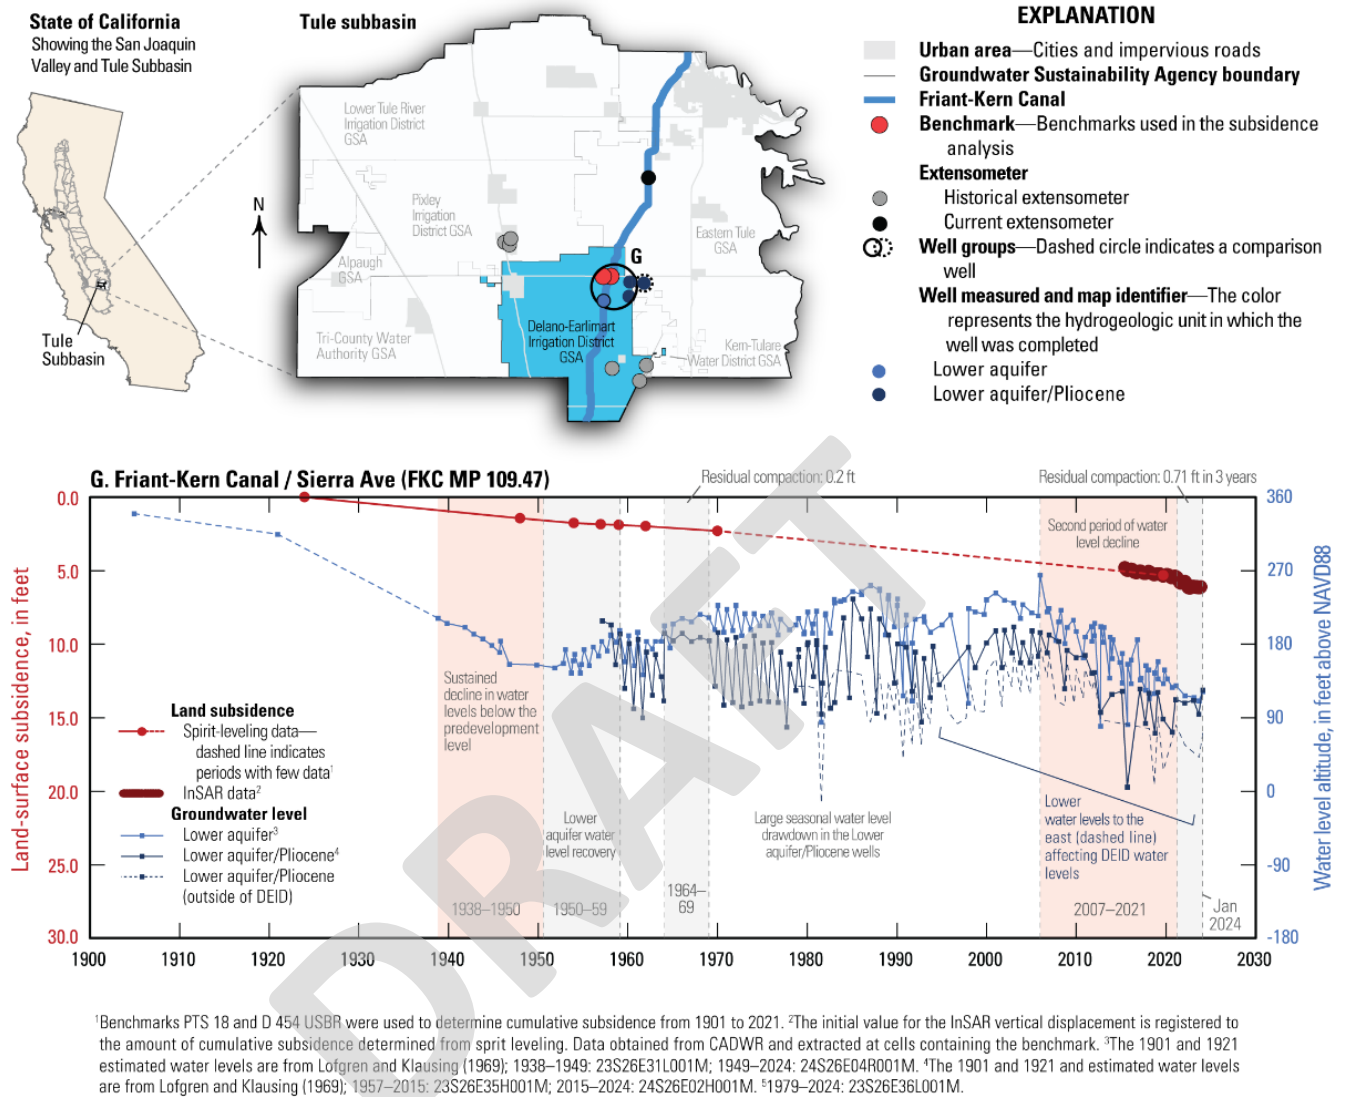 State of California
Showing the San Joaquin
Valley and Tule Subbasin
Tule
Subbasin
Tule subbasin
N
Lower Tule River
Irrigation District
GSA
Pixley
Irrigation
District GSA
Alpaugh
GSA
Tri-County Water
Authority GSA
Eastern Tule
GSA
G
Delano-Earlimart
Irrigation District
GSA
Kern-Tulare
Water District GSA
EXPLANATION
Urban area—Cities and impervious roads
Groundwater Sustainability Agency boundary
Friant-Kern Canal
Benchmark—Benchmarks used in the subsidence
analysis
Extensometer
Historical extensometer
Current extensometer
Well groups—Dashed circle indicates a comparison
well
Well measured and map identifier—The color
represents the hydrogeologic unit in which the
well was completed
Lower aquifer
Lower aquifer/Pliocene
G. Friant-Kern Canal / Sierra Ave (FKC MP 109.47)
Residual compaction: 0.2 ft
Residual compaction: 0.71 ft in 3 years
Land-surface subsidence, in feet
0.0
5.0
10.0
15.0
20.0
25.0
30.0
Water level altitude, in feet above NAVD88
360
270
180
90
0
-90
-180
Second period of water
level decline
Sustained
decline in water
levels below the
predevelopment
level
Land subsidence
Spirit-leveling data—
dashed line indicates
periods with few data1
InSAR data2
Groundwater level
Lower aquifer3
Lower aquifer/Pliocene4
Lower aquifer/Pliocene
(outside of DEID)
Lower
aquifer water
level recovery
Large seasonal water level
drawdown in the Lower
aquifer/Pliocene wells
Lower
water levels to the
east (dashed line)
affecting DEID water
levels
1938–1950
1950–59
1964–
69
2007–2021
Jan
2024
1900 1910 1920 1930 1940 1950 1960 1970 1980 1990 2000 2010 2020 2030
DRAFT
1Benchmarks PTS 18 and D 454 USBR were used to determine cumulative subsidence from 1901 to 2021. 2The initial value for the InSAR vertical displacement is registered to
the amount of cumulative subsidence determined from sprit leveling. Data obtained from CADWR and extracted at cells containing the benchmark. 3The 1901 and 1921
estimated water levels are from Lofgren and Klausing (1969); 1938–1949: 23S26E31L001M; 1949–2024: 24S26E04R001M. 4The 1901 and 1921 and estimated water levels
are from Lofgren and Klausing (1969); 1957–2015: 23S26E35H001M; 2015–2024: 24S26E02H001M. 51979–2024: 23S26E36L001M.